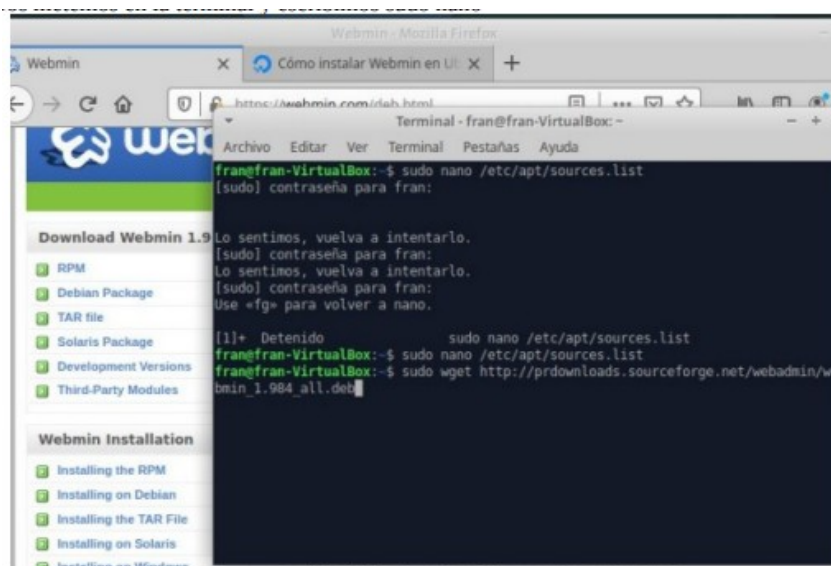 Webmin - Mozilla Firefox
Webmin
Cómo instalar Webmin en U
https://webmin.com/deb.html
Terminal - fran@fran-VirtualBox: ~
Archivo Editar Ver Terminal Pestañas Ayuda
fran@fran-VirtualBox:~$ sudo nano /etc/apt/sources.list
[sudo] contraseña para fran:
Lo sentimos, vuelva a intentarlo.
[sudo] contraseña para fran:
Lo sentimos, vuelva a intentarlo.
[sudo] contraseña para fran:
Use «fg» para volver a nano.
[1]+ Detenido sudo nano /etc/apt/sources.list
fran@fran-VirtualBox:~$ sudo nano /etc/apt/sources.list
fran@fran-VirtualBox:~$ sudo wget http://prdownloads.sourceforge.net/webadmin/w
bmin_1.984_all.deb
web
Download Webmin 1.9
RPM
Debian Package
TAR file
Solaris Package
Development Versions
Third-Party Modules
Webmin Installation
Installing the RPM
Installing on Debian
Installing the TAR File
Installing on Solaris